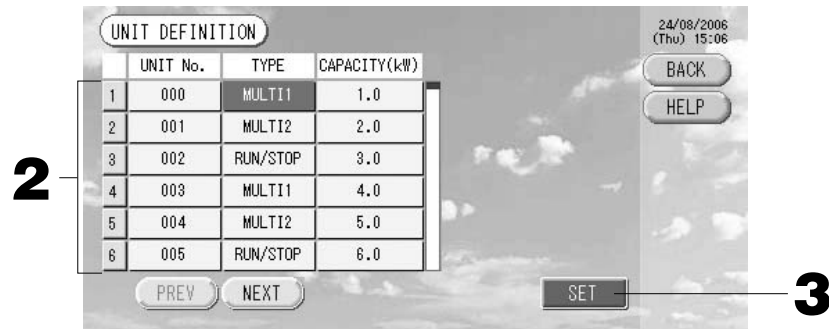 UNIT DEFINITION
24/08/2006
(Thu) 15:06
UNIT No. TYPE CAPACITY(kW)
BACK
1 000 MULTI1 1.0
HELP
2 001 MULTI2 2.0
3 002 RUN/STOP 3.0
2
4 003 MULTI1 4.0
5 004 MULTI2 5.0
6 005 RUN/STOP 6.0
PREV NEXT SET 3